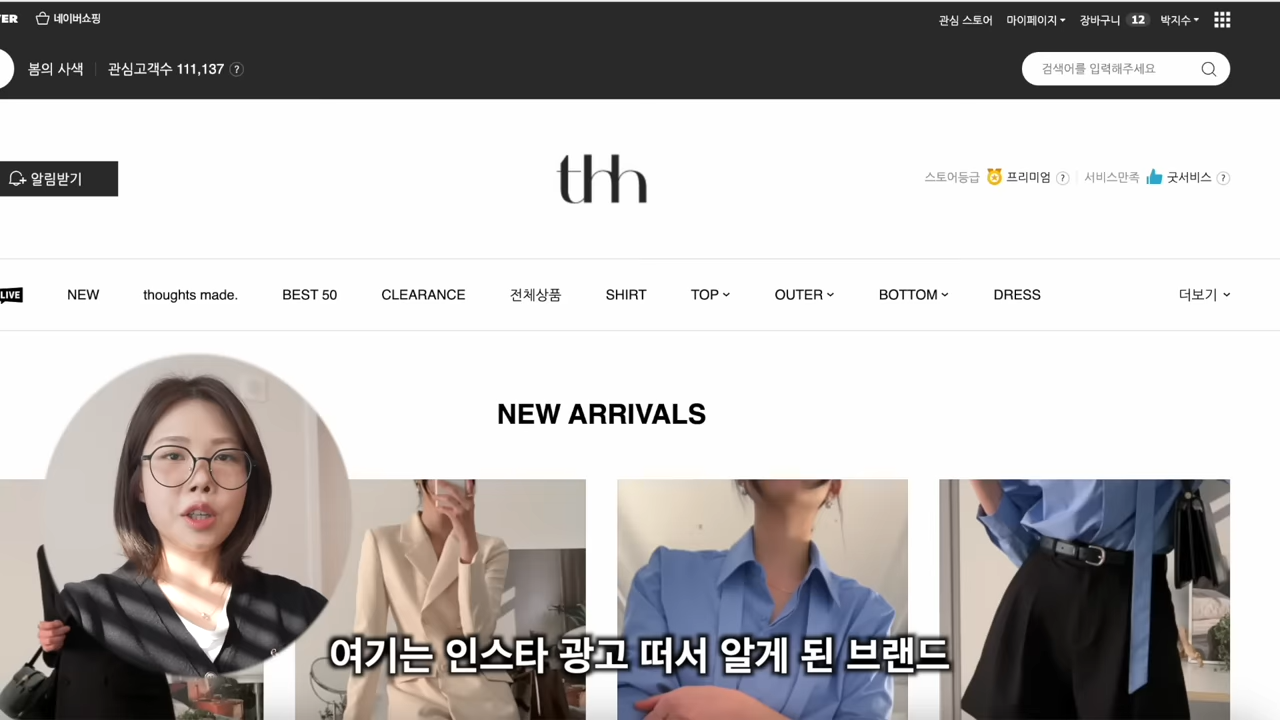 네이버쇼핑
관심 스토어 마이페이지 장바구니 12 박지수
봄의 사색 관심고객수 111,137 ?
검색어를 입력해주세요
알림받기
thh
스토어등급 프리미엄 ? 서비스만족 굿서비스 ?
LIVE NEW thoughts made. BEST 50 CLEARANCE 전체상품 SHIRT TOP OUTER BOTTOM DRESS 더보기
NEW ARRIVALS
여기는 인스타 광고 떠서 알게 된 브랜드